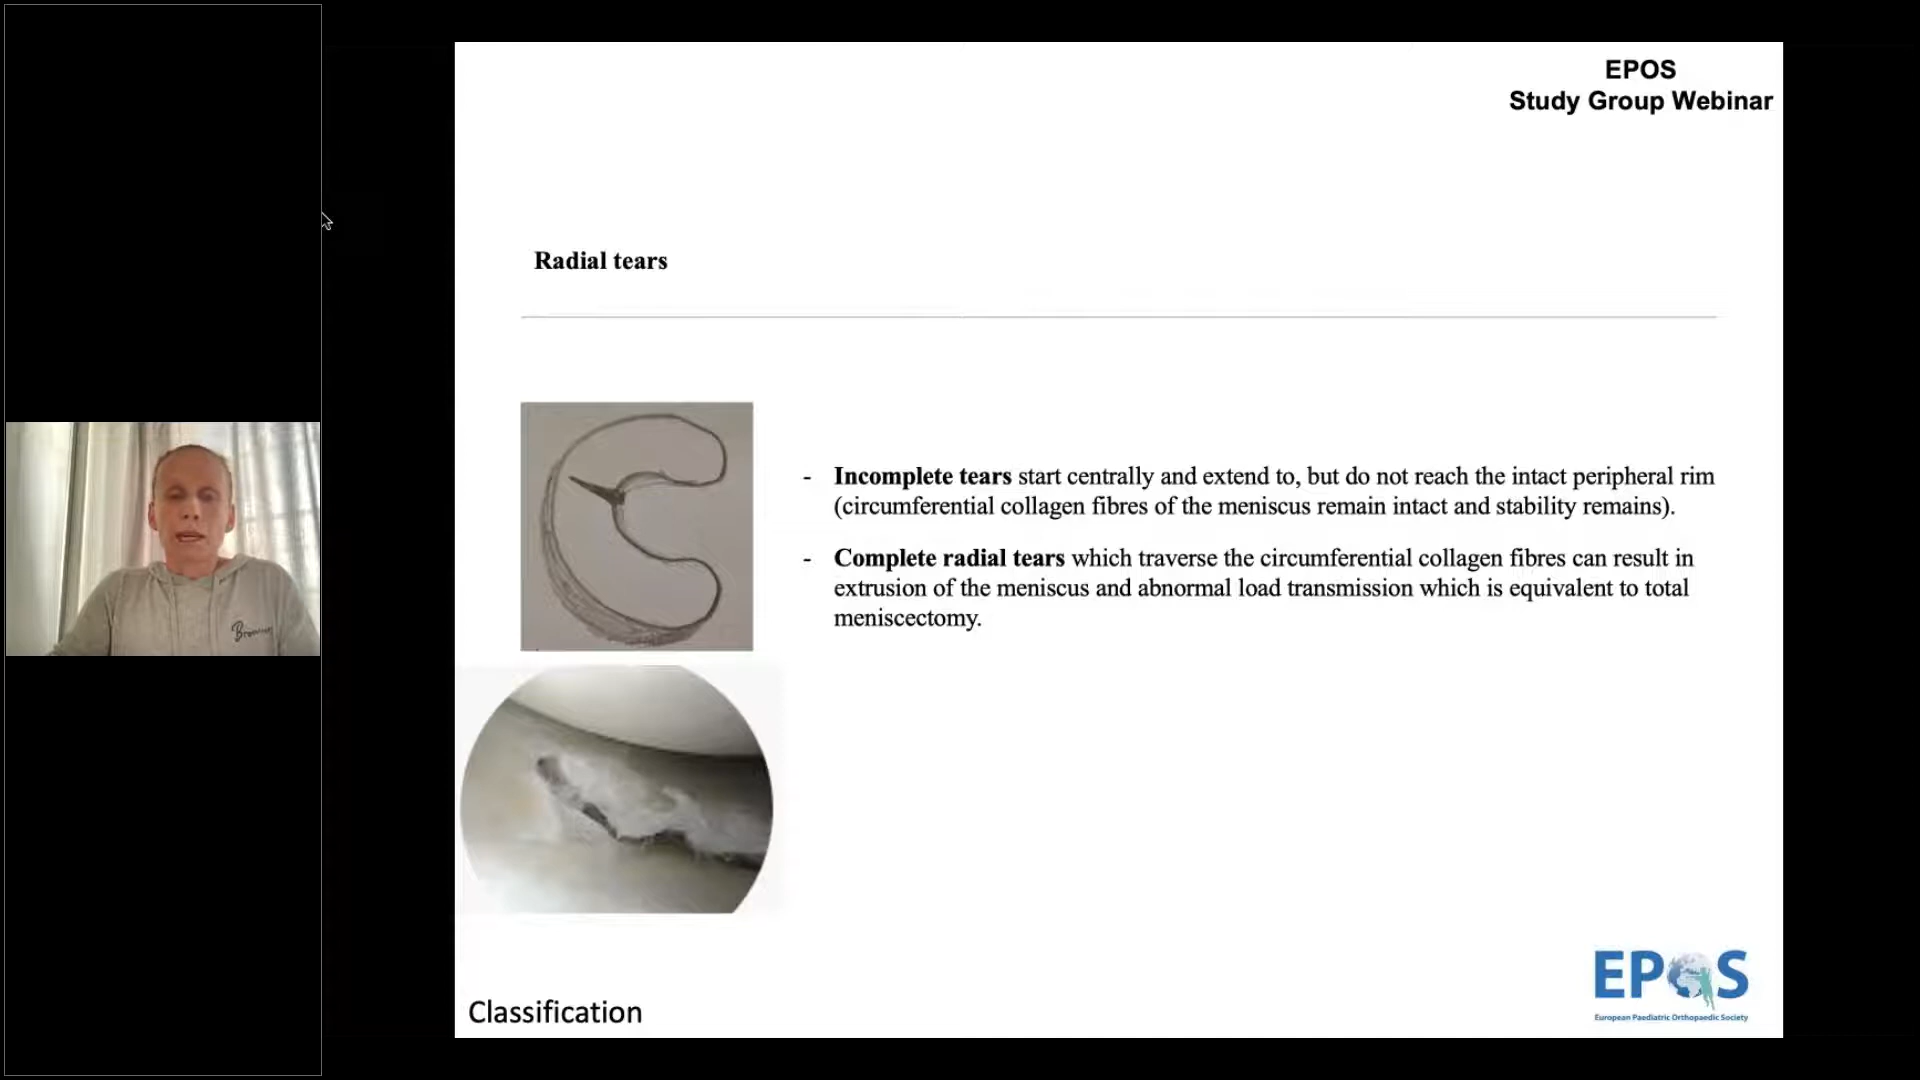 EPOS
Study Group Webinar
Radial tears
- Incomplete tears start centrally and extend to, but do not reach the intact peripheral rim
(circumferential collagen fibres of the meniscus remain intact and stability remains).
- Complete radial tears which traverse the circumferential collagen fibres can result in
extrusion of the meniscus and abnormal load transmission which is equivalent to total
meniscectomy.
Classification
EPOS
European Paediatric Orthopaedic Society